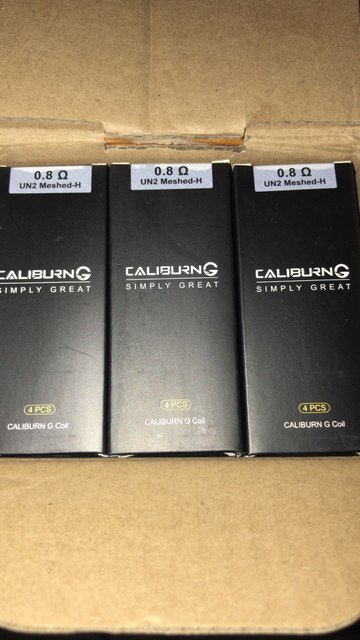 0.8 Ω
UN2 Meshed-H
CALIBURN G
SIMPLY GREAT
4 PCS
CALIBURN G Coil
0.8 Ω
UN2 Meshed-H
CALIBURN G
SIMPLY GREAT
4 PCS
CALIBURN G Coil
0.8 Ω
UN2 Meshed-H
CALIBURN G
SIMPLY GREAT
4 PCS
CALIBURN G Coil